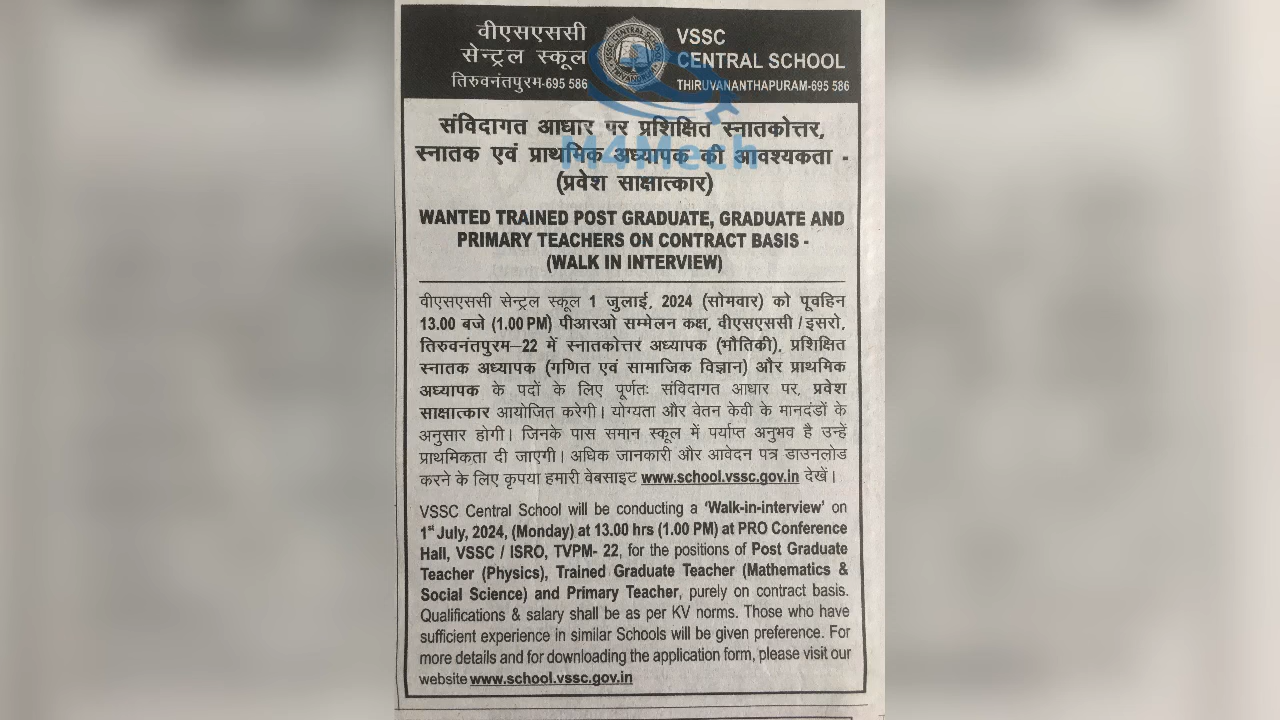 वीएसएससी
सेन्ट्रल स्कूल
तिरुवनंतपुरम-695 586
VSSC
CENTRAL SCHOOL
THIRUVANANTHAPURAM-695 586
M4Mech
संविदागत आधार पर प्रशिक्षित स्नातकोत्तर,
स्नातक एवं प्राथमिक अध्यापक की आवश्यकता -
(प्रवेश साक्षात्कार)
WANTED TRAINED POST GRADUATE, GRADUATE AND
PRIMARY TEACHERS ON CONTRACT BASIS -
(WALK IN INTERVIEW)
वीएसएससी सेन्ट्रल स्कूल 1 जुलाई, 2024 (सोमवार) को पूवहिन
13.00 बजे (1.00 PM) पीआरओ सम्मेलन कक्ष, वीएसएससी / इसरो,
तिरुवनंतपुरम–22 में स्नातकोत्तर अध्यापक (भौतिकी), प्रशिक्षित
स्नातक अध्यापक (गणित एवं सामाजिक विज्ञान) और प्राथमिक
अध्यापक के पदों के लिए पूर्णतः संविदागत आधार पर, प्रवेश
साक्षात्कार आयोजित करेगी। योग्यता और वेतन केवी के मानदंडों के
अनुसार होगी। जिनके पास समान स्कूल में पर्याप्त अनुभव है उन्हें
प्राथमिकता दी जाएगी। अधिक जानकारी और आवेदन पत्र डाउनलोड
करने के लिए कृपया हमारी वेबसाइट www.school.vssc.gov.in देखें।
VSSC Central School will be conducting a ‘Walk-in-interview’ on
1st July, 2024, (Monday) at 13.00 hrs (1.00 PM) at PRO Conference
Hall, VSSC / ISRO, TVPM- 22, for the positions of Post Graduate
Teacher (Physics), Trained Graduate Teacher (Mathematics &
Social Science) and Primary Teacher, purely on contract basis.
Qualifications & salary shall be as per KV norms. Those who have
sufficient experience in similar Schools will be given preference. For
more details and for downloading the application form, please visit our
website www.school.vssc.gov.in